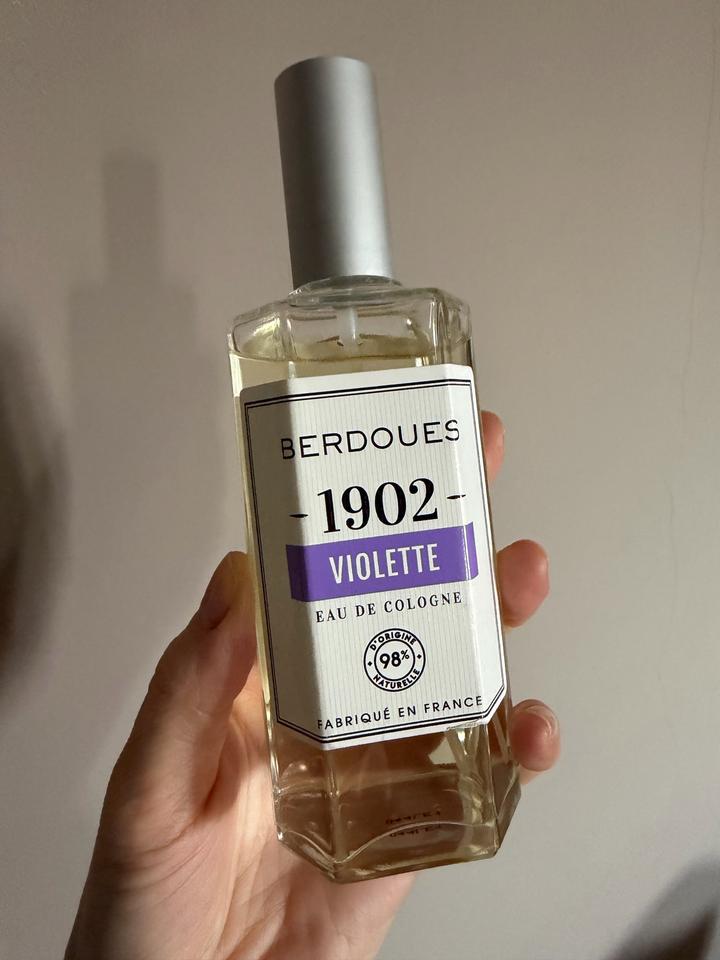 BERDOUES
-1902-
VIOLETTE
EAU DE COLOGNE
D'ORIGINE
98%
NATURELLE
FABRIQUÉ EN FRANCE